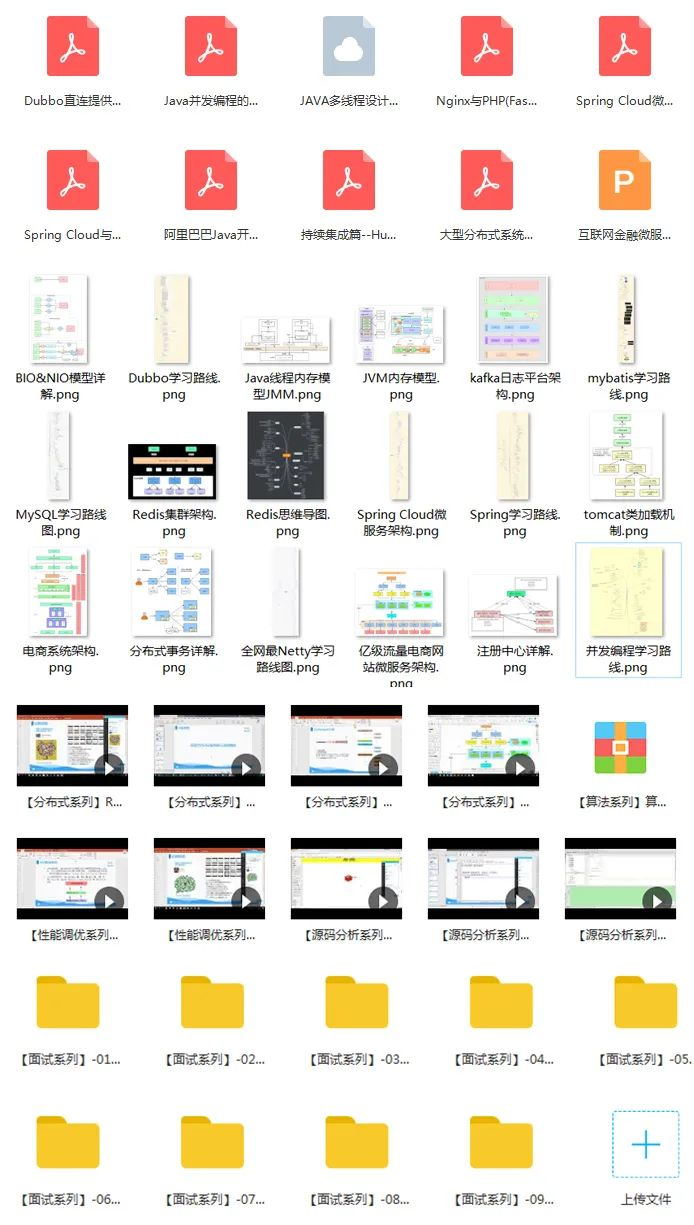 Dubbo直连提供...
Java并发编程的...
JAVA多线程设计...
Nginx与PHP(Fas...
Spring Cloud微...
P
Spring Cloud与...
阿里巴巴Java开...
持续集成篇--Hu...
大型分布式系统...
互联网金融微服...
BIO&NIO模型详
解.png
Dubbo学习路线.
png
Java线程内存模
型JMM.png
JVM内存模型.
png
kafka日志平台架
构.png
mybatis学习路
线.png
MySQL学习路线
图.png
Redis集群架构.
png
Redis思维导图.
png
Spring Cloud微
服务架构.png
Spring学习路线.
png
tomcat类加载机
制.png
电商系统架构.
png
分布式事务详解.
png
全网最Netty学习
路线图.png
亿级流量电商网
站微服务架构.
png
注册中心详解.
png
并发编程学习路
线.png
【分布式系列】R...
【分布式系列】...
【分布式系列】...
【分布式系列】...
【算法系列】算...
【性能调优系列...
【性能调优系列...
【源码分析系列...
【源码分析系列...
【源码分析系列...
【面试系列】-01...
【面试系列】-02...
【面试系列】-03...
【面试系列】-04...
【面试系列】-05.
【面试系列】-06...
【面试系列】-07...
【面试系列】-08...
【面试系列】-09...
上传文件